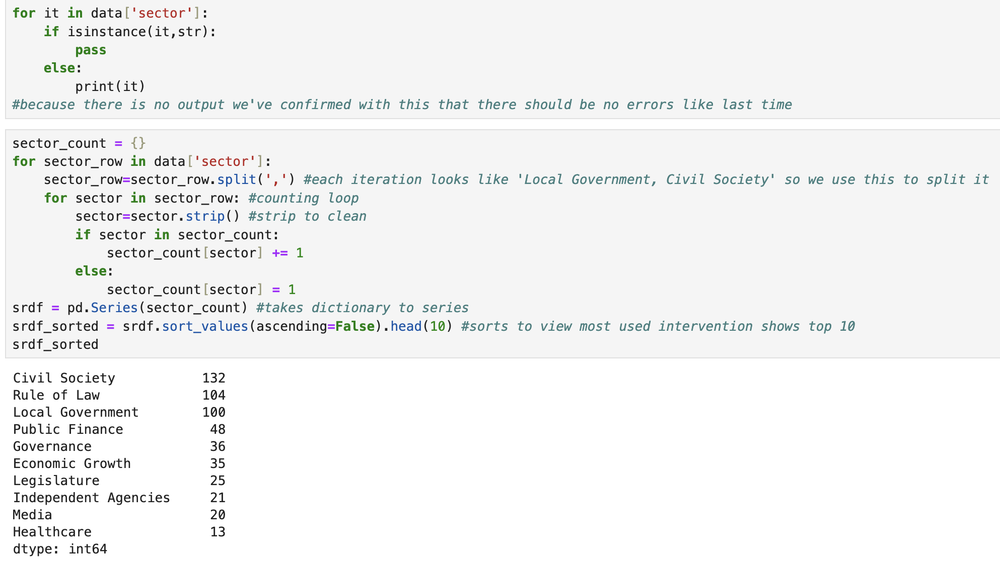 for it in data['sector']:
    if isinstance(it,str):
        pass
    else:
        print(it)
#because there is no output we've confirmed with this that there should be no errors like last time
sector_count = {}
for sector_row in data['sector']:
    sector_row=sector_row.split(',') #each iteration looks like 'Local Government, Civil Society' so we use this to split it
    for sector in sector_row: #counting loop
        sector=sector.strip() #strip to clean
        if sector in sector_count:
            sector_count[sector] += 1
        else:
            sector_count[sector] = 1
srdf = pd.Series(sector_count) #takes dictionary to series
srdf_sorted = srdf.sort_values(ascending=False).head(10) #sorts to view most used intervention shows top 10
srdf_sorted
Civil Society           132
Rule of Law             104
Local Government        100
Public Finance           48
Governance               36
Economic Growth          35
Legislature              25
Independent Agencies     21
Media                    20
Healthcare               13
dtype: int64